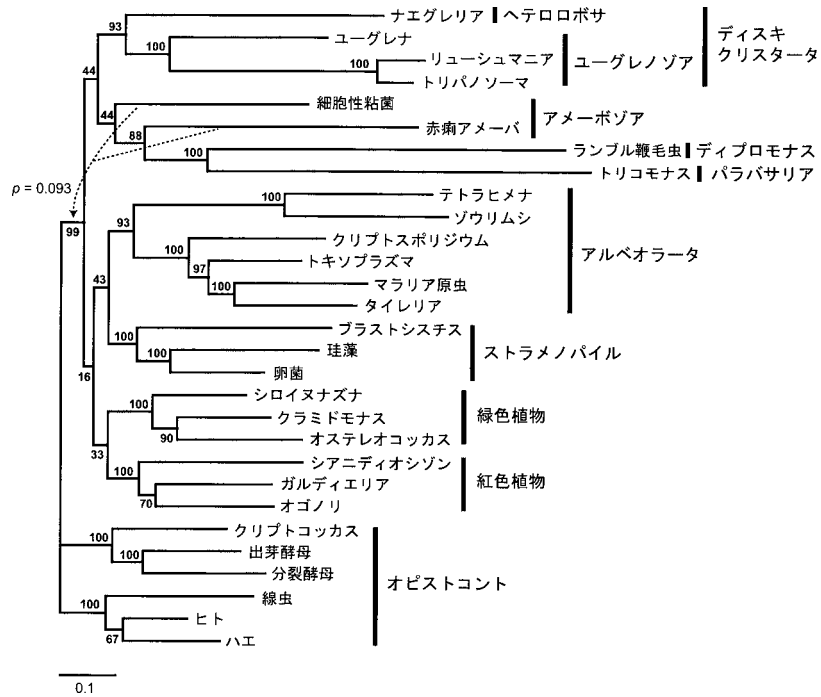 93 ナエグレリア ヘテロロボサ
ユーグレナ
100
リューシュマニア ユーグレノゾア ディスキ
クリスタータ
100
トリパノソーマ
44
細胞性粘菌
44
赤痢アメーバ アメーボゾア
88
ランブル鞭毛虫 ディプロモナス
100
トリコモナス パラバサリア
p = 0.093
99
テトラヒメナ
100
ゾウリムシ
93
クリプトスポリジウム
100
トキソプラズマ アルベオラータ
97
マラリア原虫
100
タイレリア
43
ブラストシスチス
100
珪藻 ストラメノパイル
100
卵菌
16
シロイヌナズナ
100
クラミドモナス 緑色植物
90
オステレオコッカス
33
シアニディオシゾン
100
ガルディエリア 紅色植物
70
オゴノリ
クリプトコッカス
100
出芽酵母
100
分裂酵母 オピストコント
線虫
100
ヒト
67
ハエ
0.1